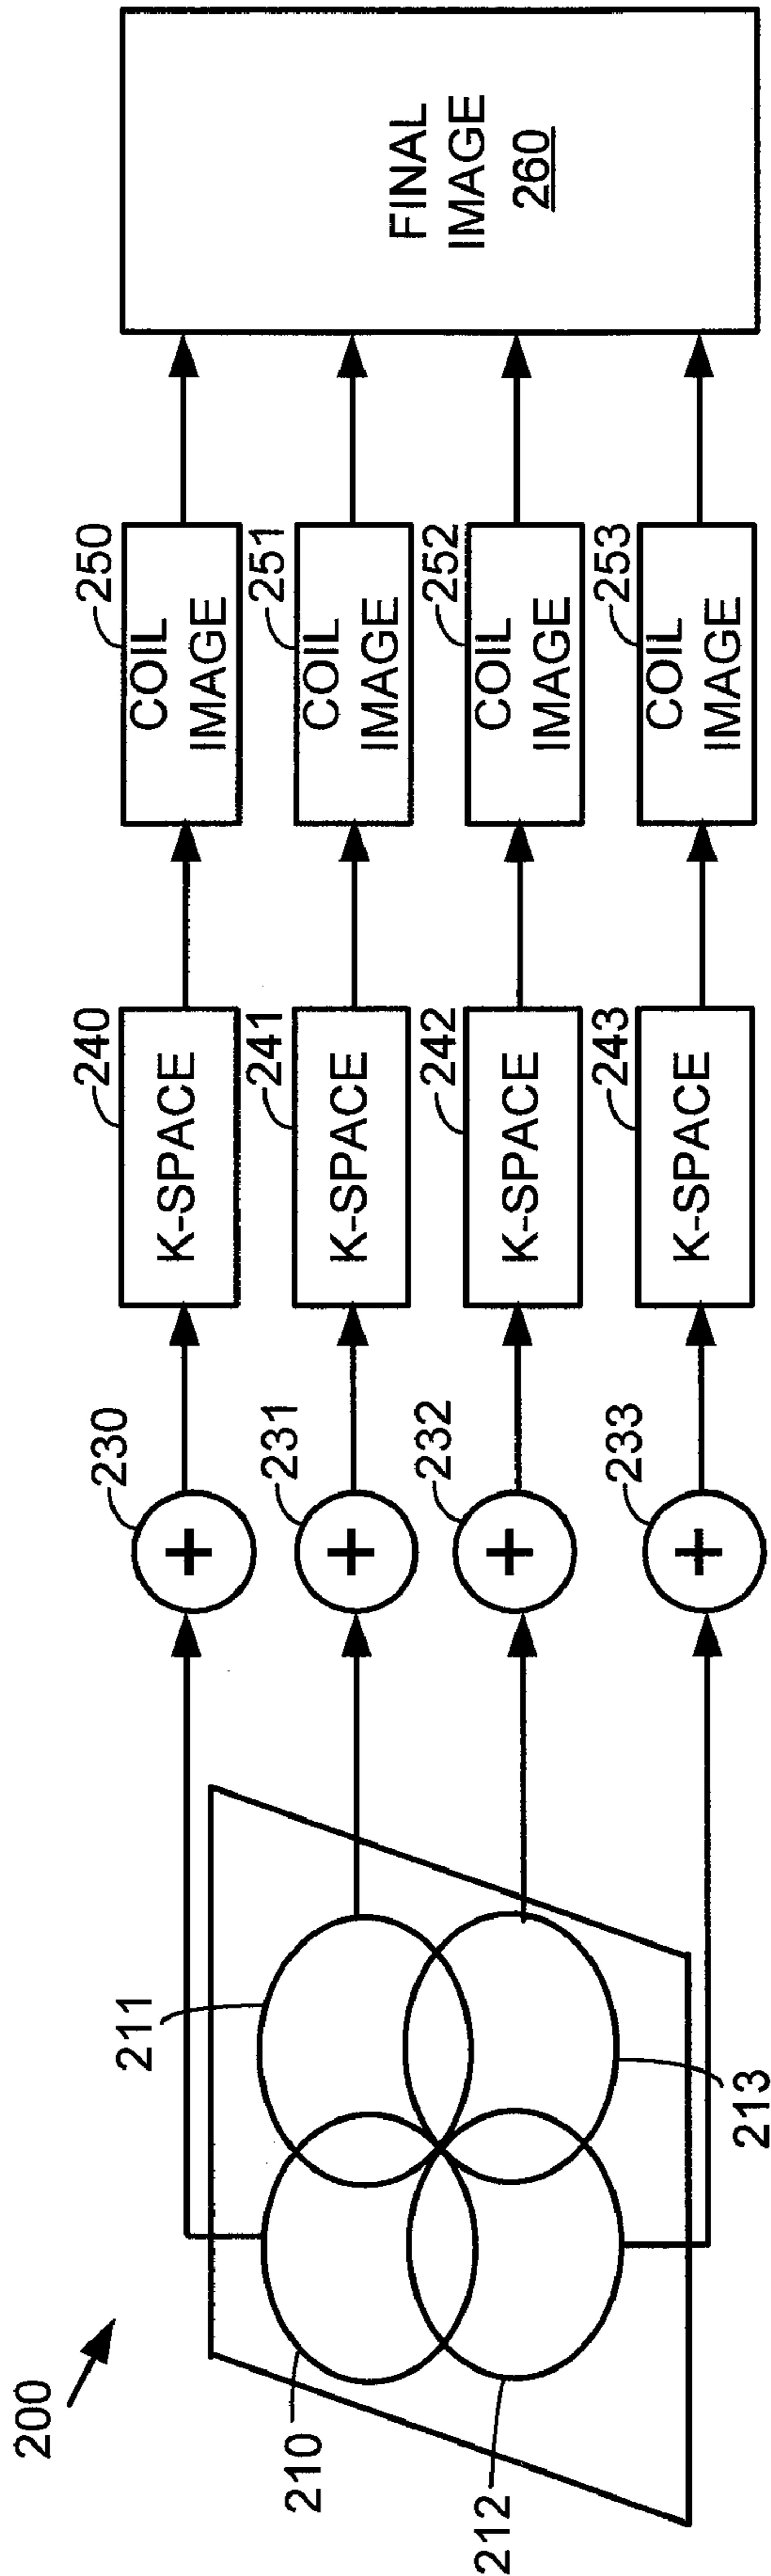 200
210
211
212
213
230
231
232
233
+
+
+
+
240
K-SPACE
241
K-SPACE
242
K-SPACE
243
K-SPACE
250
COIL
IMAGE
251
COIL
IMAGE
252
COIL
IMAGE
253
COIL
IMAGE
FINAL
IMAGE
260